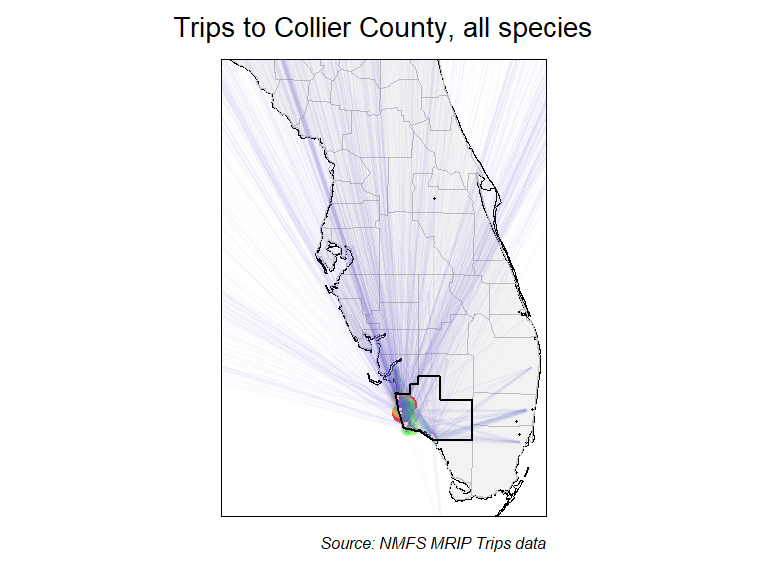 Trips to Collier County, all species
Source: NMFS MRIP Trips data